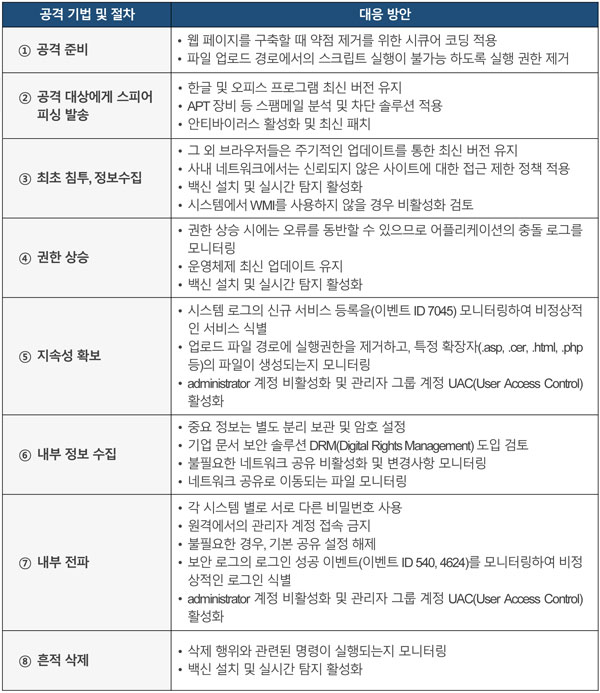 공격 기법 및 절차
대응 방안
① 공격 준비
• 웹 페이지를 구축할 때 약점 제거를 위한 시큐어 코딩 적용
• 파일 업로드 경로에서의 스크립트 실행이 불가능 하도록 실행 권한 제거
② 공격 대상에게 스피어
피싱 발송
• 한글 및 오피스 프로그램 최신 버전 유지
• APT 장비 등 스팸메일 분석 및 차단 솔루션 적용
• 안티바이러스 활성화 및 최신 패치
③ 최초 침투, 정보수집
• 그 외 브라우저들은 주기적인 업데이트를 통한 최신 버전 유지
• 사내 네트워크에서는 신뢰되지 않은 사이트에 대한 접근 제한 정책 적용
• 백신 설치 및 실시간 탐지 활성화
• 시스템에서 WMI를 사용하지 않을 경우 비활성화 검토
④ 권한 상승
• 권한 상승 시에는 오류를 동반할 수 있으므로 어플리케이션의 충돌 로그를
모니터링
• 운영체제 최신 업데이트 유지
• 백신 설치 및 실시간 탐지 활성화
⑤ 지속성 확보
• 시스템 로그의 신규 서비스 등록을(이벤트 ID 7045) 모니터링하여 비정상적
인 서비스 식별
• 업로드 파일 경로에 실행권한을 제거하고, 특정 확장자(.asp, .cer, .html, .php
등)의 파일이 생성되는지 모니터링
• administrator 계정 비활성화 및 관리자 그룹 계정 UAC(User Access Control)
활성화
⑥ 내부 정보 수집
• 중요 정보는 별도 분리 보관 및 암호 설정
• 기업 문서 보안 솔루션 DRM(Digital Rights Management) 도입 검토
• 불필요한 네트워크 공유 비활성화 및 변경사항 모니터링
• 네트워크 공유로 이동되는 파일 모니터링
⑦ 내부 전파
• 각 시스템 별로 서로 다른 비밀번호 사용
• 원격에서의 관리자 계정 접속 금지
• 불필요한 경우, 기본 공유 설정 해제
• 보안 로그의 로그인 성공 이벤트(이벤트 ID 540, 4624)를 모니터링하여 비정
상적인 로그인 식별
• administrator 계정 비활성화 및 관리자 그룹 계정 UAC(User Access Control)
활성화
⑧ 흔적 삭제
• 삭제 행위와 관련된 명령이 실행되는지 모니터링
• 백신 설치 및 실시간 탐지 활성화